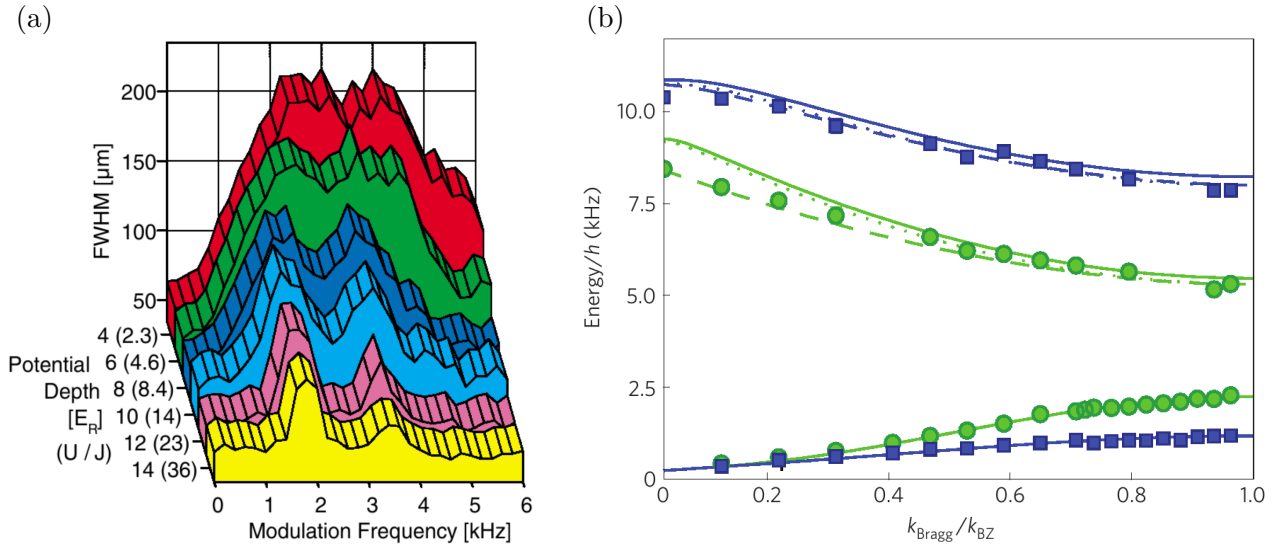 (a)
FWHM [µm]
200
150
100
50
Potential
Depth
[E_R]
(U / J)
4 (2.3)
6 (4.6)
8 (8.4)
10 (14)
12 (23)
14 (36)
0 1 2 3 4 5 6
Modulation Frequency [kHz]
(b)
Energy/h (kHz)
10.0
7.5
5.0
2.5
0
0 0.2 0.4 0.6 0.8 1.0
k_Bragg/k_BZ